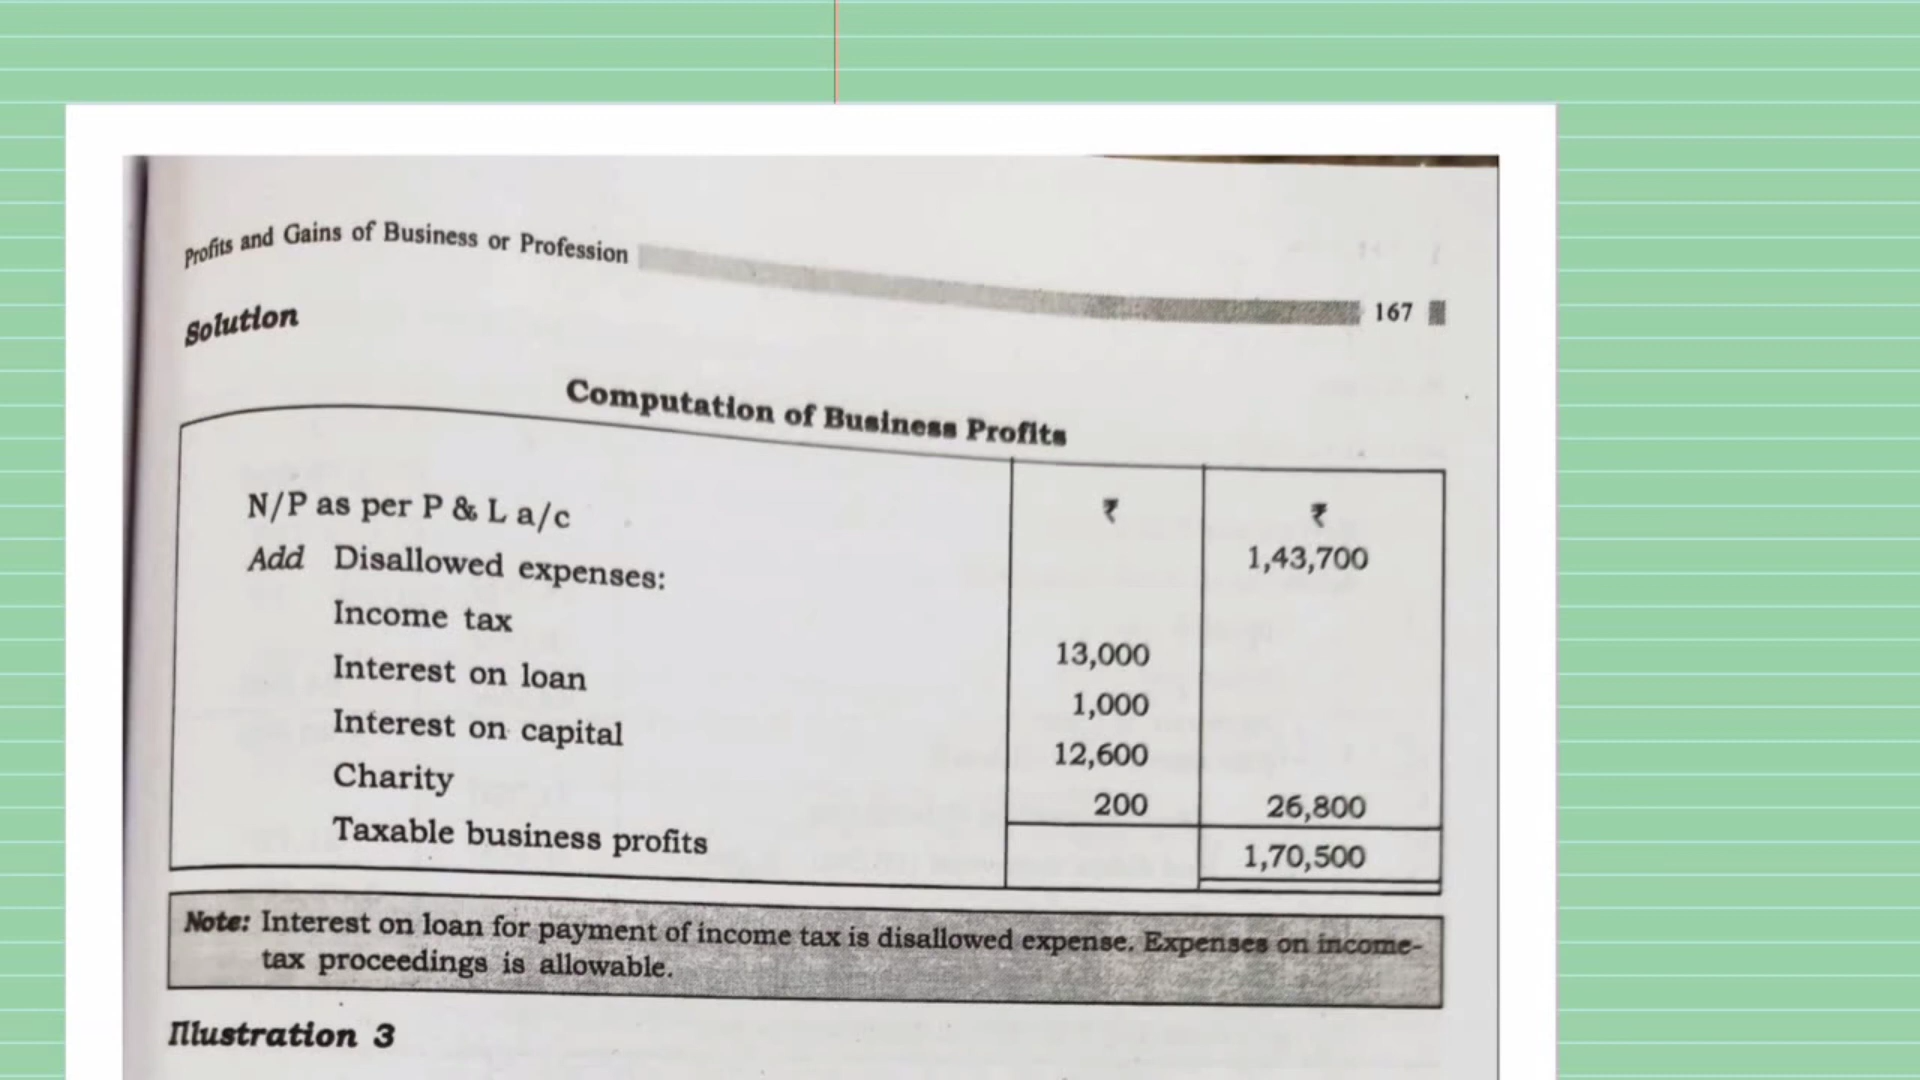 Profits and Gains of Business or Profession 167
Solution
Computation of Business Profits
₹ ₹
N/P as per P & L a/c 1,43,700
Add Disallowed expenses:
Income tax 13,000
Interest on loan 1,000
Interest on capital 12,600
Charity 200 26,800
Taxable business profits 1,70,500
Note: Interest on loan for payment of income tax is disallowed expense. Expenses on income-
tax proceedings is allowable.
Illustration 3